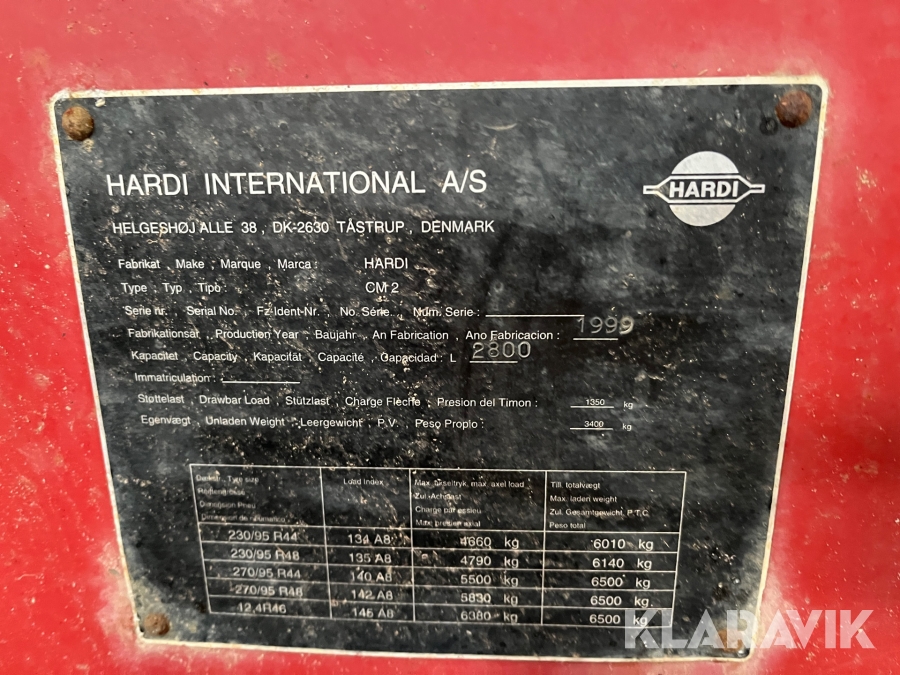 HARDI INTERNATIONAL A/S
HARDI
HELGESHØJ ALLE 38, DK-2630 TÅSTRUP, DENMARK
Fabrikat, Make, Marque, Marca: HARDI
Type, Typ, Tipo: CM 2
Serie nr. Serial No. Fz Ident-Nr. No. Série, Num. Serie:
Fabrikationsår, Production Year, Baujahr, An Fabrication, Ano Fabricacion: 1999
Kapacitet, Capacity, Kapacität, Capacité, Capacidad: L 2800
Immatriculation:
Støttelast, Drawbar Load, Stützlast, Charge Fleche, Presion del Timon: 1350 kg
Egenvægt, Unladen Weight, Leergewicht, P.V. Peso Proplo: 3400 kg
Load Index Max. akseltryk, max. axel load Till. totalvægt
Zul. Achslast Max. laden weight
Dimension Pneu Charge par essieu Zul. Gesamtgewicht, P.T.C.
Dimension de neumatico Max. presion axial Peso total
230/95 R44 134 A8 4660 kg 6010 kg
230/95 R48 135 A8 4790 kg 6140 kg
270/95 R44 140 A8 5500 kg 6500 kg
270/95 R48 142 A8 5830 kg 6500 kg
12,4R46 145 A8 6380 kg 6500 kg
KLARAVIK